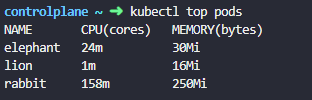 controlplane ~ ➜ kubectl top pods
NAME CPU(cores) MEMORY(bytes)
elephant 24m 30Mi
lion 1m 16Mi
rabbit 158m 250Mi